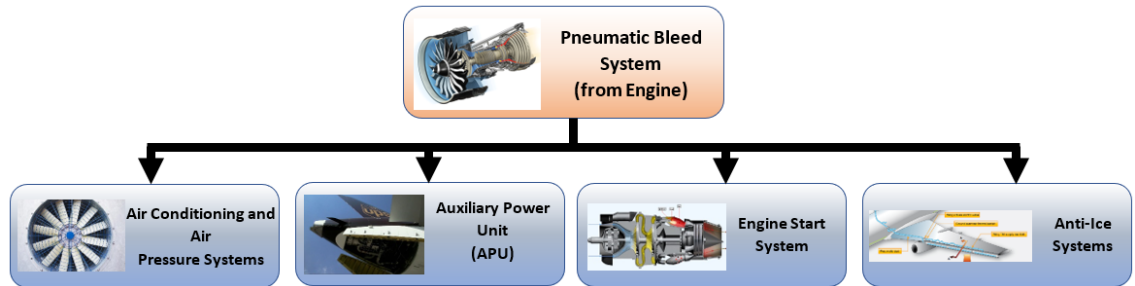 Pneumatic Bleed
System
(from Engine)
Air Conditioning and
Air
Pressure Systems
Auxiliary Power
Unit
(APU)
Engine Start
System
Anti-Ice
Systems